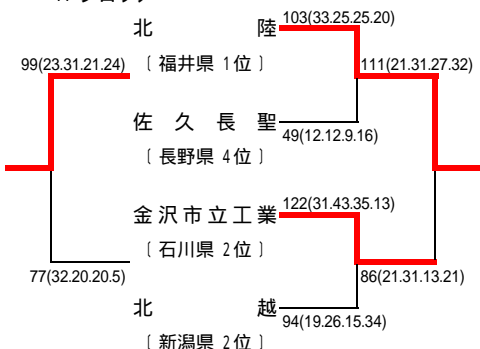 北 陸 103(33.25.25.20)
99(23.31.21.24) 〔 福井県 1位 〕 111(21.31.27.32)
佐 久 長 聖 49(12.12.9.16)
〔 長野県 4位 〕
金沢市立工業 122(31.43.35.13)
〔 石川県 2位 〕
77(32.20.20.5) 86(21.31.13.21)
北 越 94(19.26.15.34)
〔 新潟県 2位 〕